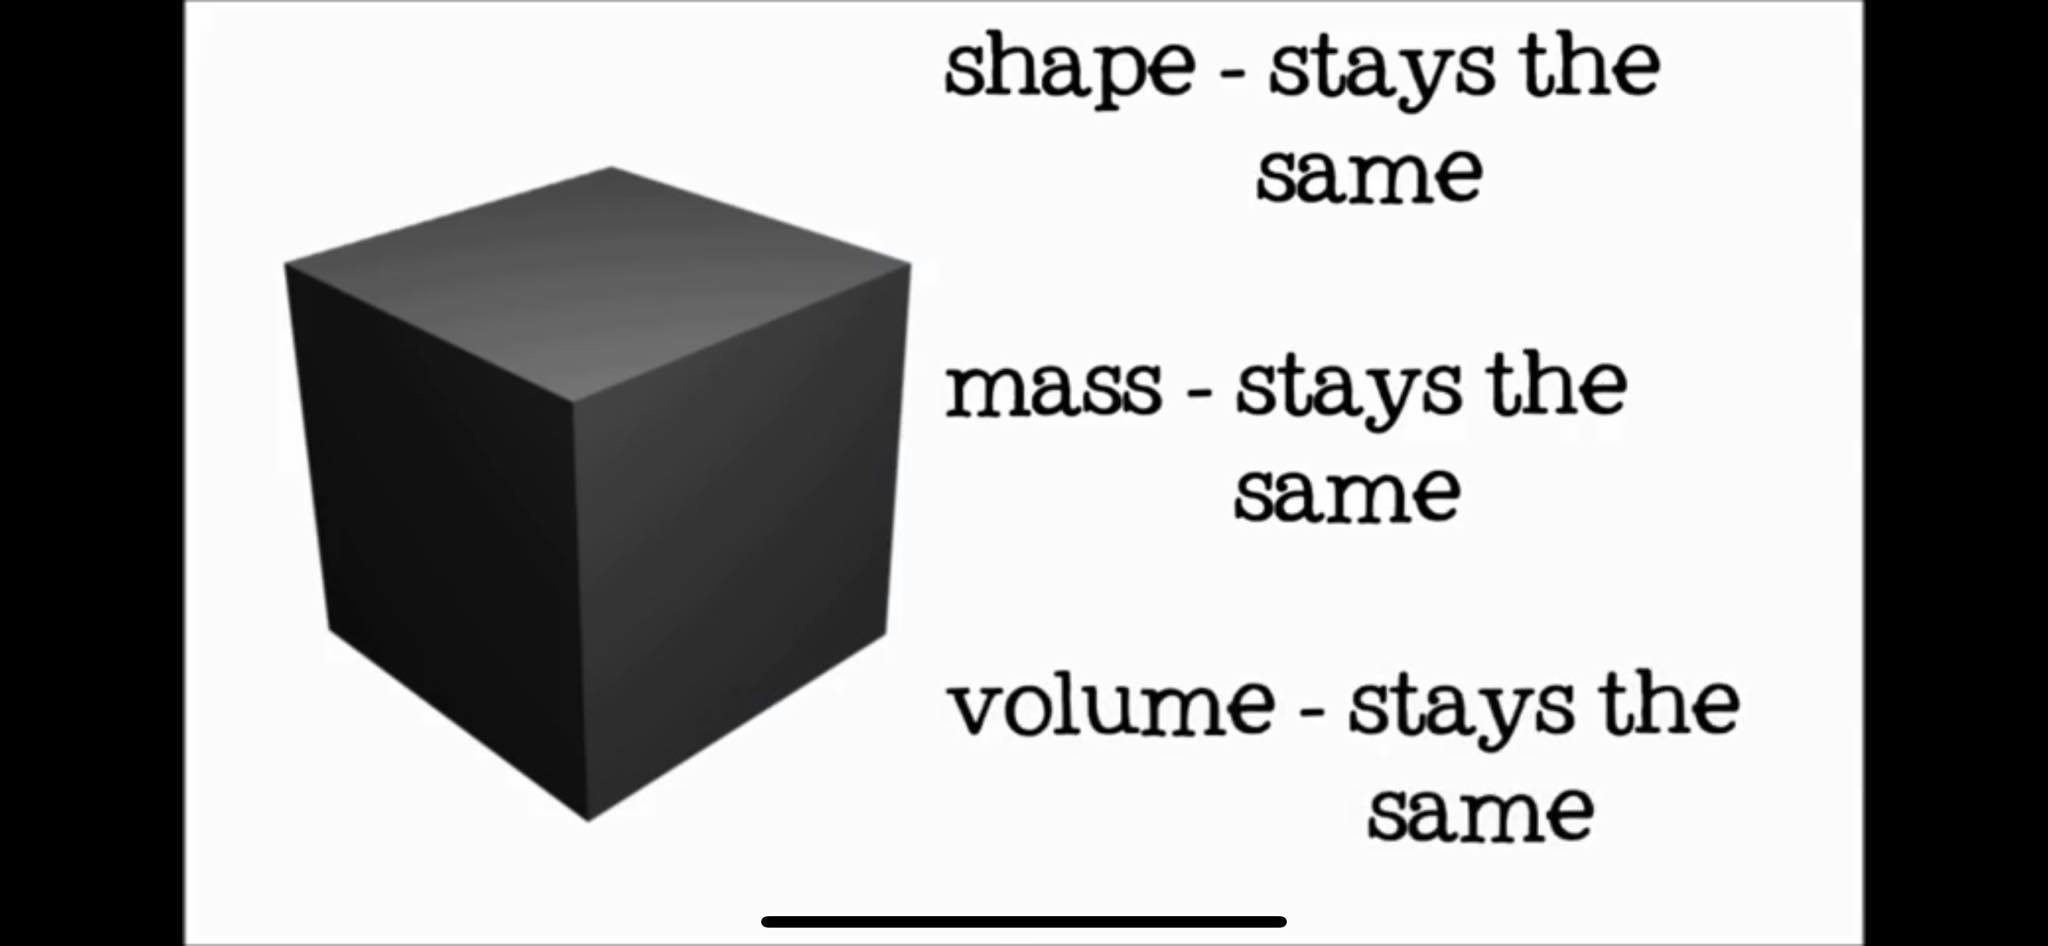 shape - stays the
same
mass - stays the
same
volume - stays the
same